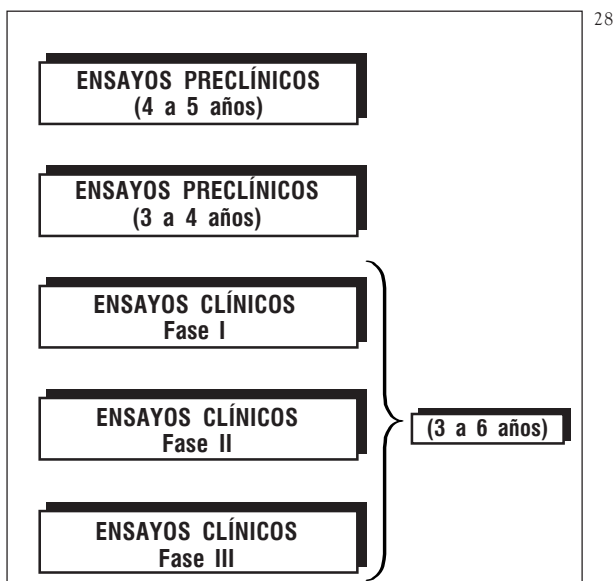 28
ENSAYOS PRECLÍNICOS
(4 a 5 años)
ENSAYOS PRECLÍNICOS
(3 a 4 años)
ENSAYOS CLÍNICOS
Fase I
ENSAYOS CLÍNICOS
Fase II
(3 a 6 años)
ENSAYOS CLÍNICOS
Fase III